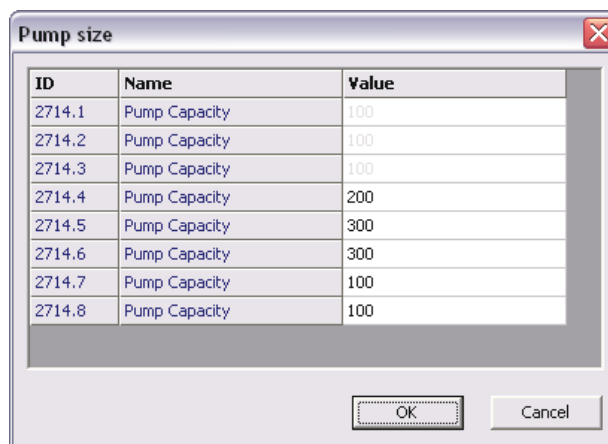 Pump size
ID Name Value
2714.1 Pump Capacity 100
2714.2 Pump Capacity 100
2714.3 Pump Capacity 100
2714.4 Pump Capacity 200
2714.5 Pump Capacity 300
2714.6 Pump Capacity 300
2714.7 Pump Capacity 100
2714.8 Pump Capacity 100
OK Cancel